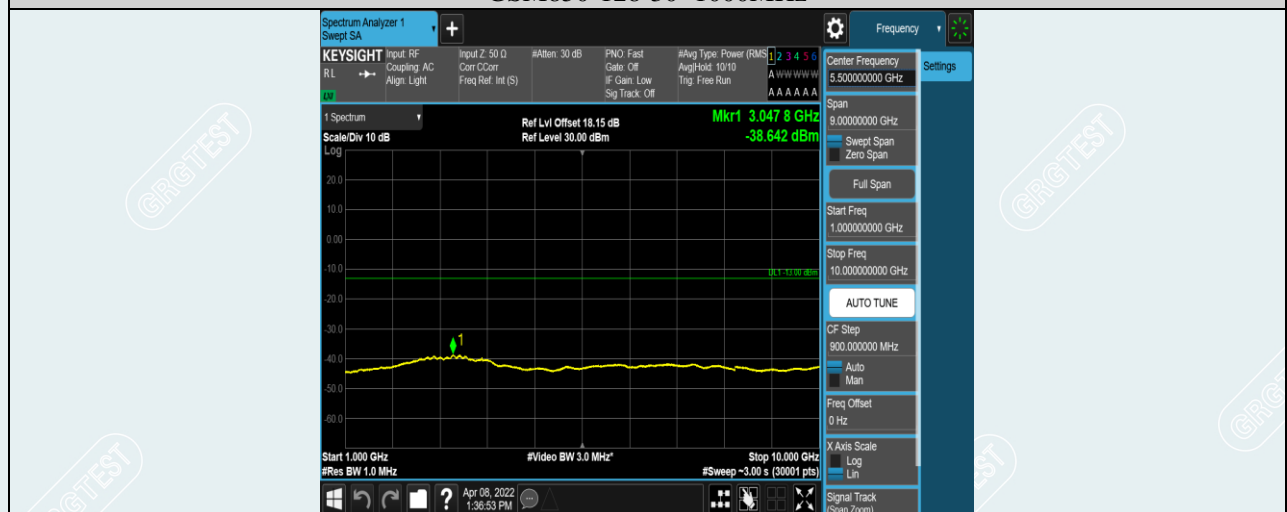 Spectrum Analyzer 1
Swept SA
+
Frequency
KEYSIGHT
RL
LM
Input: RF
Coupling: AC
Align: Light
Input Z: 50 Ω
Corr CCorr
Freq Ref: Int (S)
#Atten: 30 dB
PNO: Fast
Gate: Off
IF Gain: Low
Sig Track: Off
#Avg Type: Power (RMS
Avg|Hold: 10/10
Trig: Free Run
1 2 3 4 5 6
A W W W W W
A A A A A A
1 Spectrum
Scale/Div 10 dB
Ref Lvl Offset 18.15 dB
Ref Level 30.00 dBm
Mkr1 3.047 8 GHz
-38.642 dBm
Log
20.0
10.0
0.00
-10.0
-20.0
-30.0
-40.0
-50.0
-60.0
DL1 -13.00 dBm
1
Start 1.000 GHz
#Video BW 3.0 MHz*
Stop 10.000 GHz
#Res BW 1.0 MHz
#Sweep ~3.00 s (30001 pts)
?
Apr 08, 2022
1:36:53 PM
Center Frequency
5.500000000 GHz
Settings
Span
9.00000000 GHz
Swept Span
Zero Span
Full Span
Start Freq
1.000000000 GHz
Stop Freq
10.000000000 GHz
AUTO TUNE
CF Step
900.000000 MHz
Auto
Man
Freq Offset
0 Hz
X Axis Scale
Log
Lin
Signal Track
(Span Zoom)
GRGTEST
GRGTEST
GRGTEST
GRGTEST